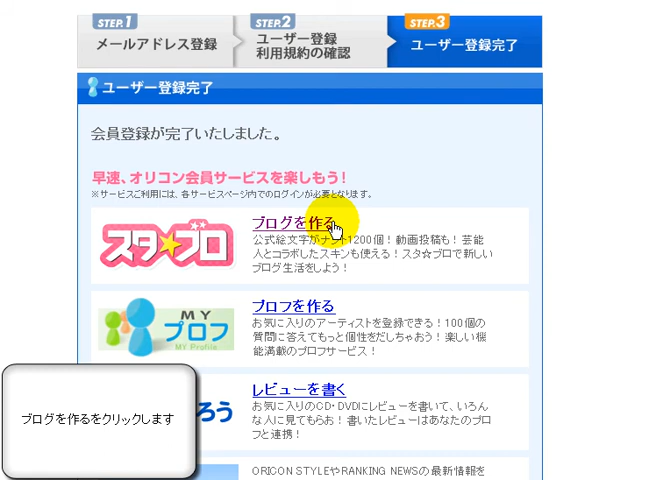 STEP.1
メールアドレス登録
STEP.2
ユーザー登録
利用規約の確認
STEP.3
ユーザー登録完了
ユーザー登録完了
会員登録が完了いたしました。
早速、オリコン会員サービスを楽しもう！
※サービスご利用には、各サービスページ内でのログインが必要となります。
スタ★ブロ
ブログを作る
公式絵文字がナント1200個！動画投稿も！芸能
人とコラボしたスキンも使える！スタ☆ブロで新しい
ブログ生活をしよう！
MY
プロフ
MY Profile
プロフを作る
お気に入りのアーティストを登録できる！100個の
質問に答えてもっと個性をだしちゃおう！楽しい機
能満載のプロフサービス！
ろう
レビューを書く
お気に入りのCD・DVDにレビューを書いて、いろん
な人に見てもらお！書いたレビューはあなたのプロ
フと連携！
ブログを作るをクリックします
ORICON STYLEやRANKING NEWSの最新情報を